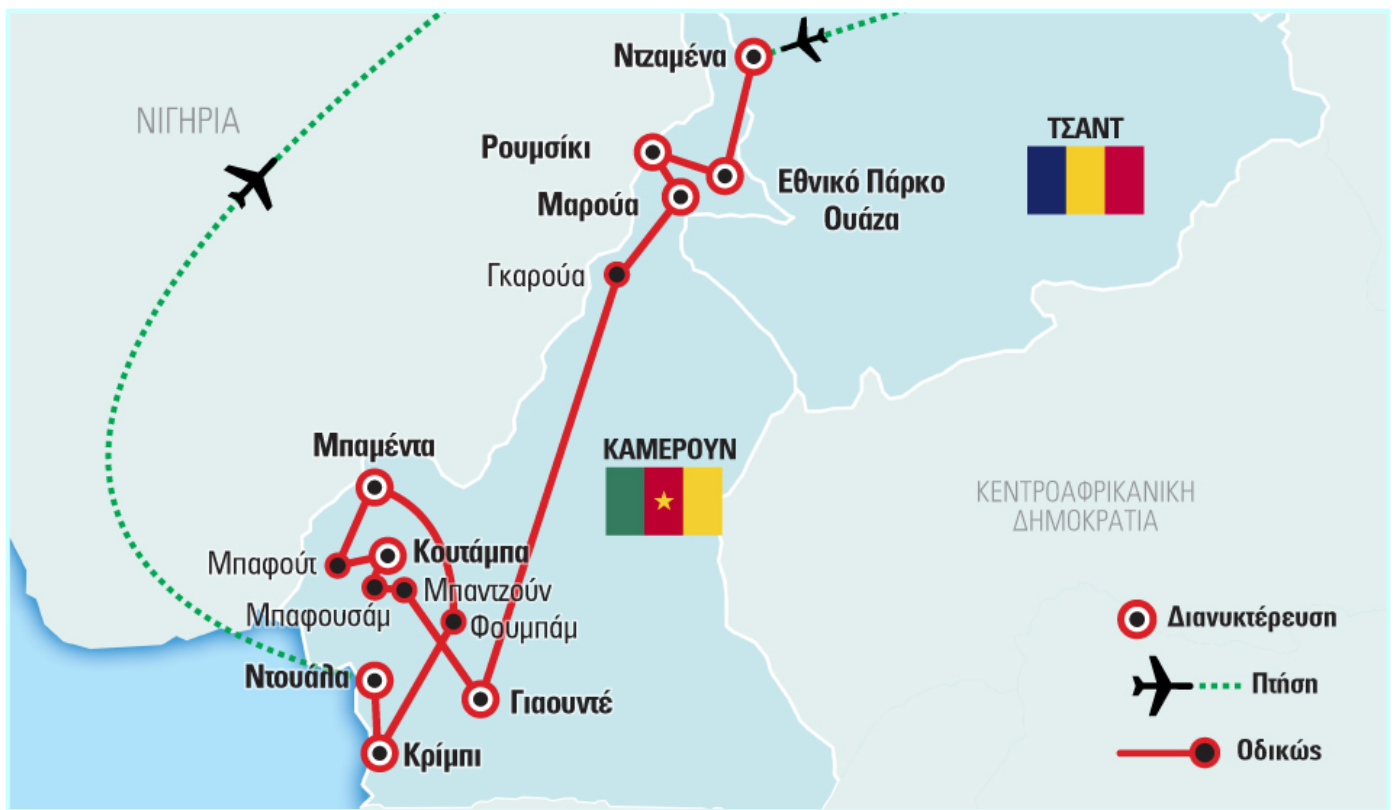 Ντζαμένα
ΝΙΓΗΡΙΑ
ΤΣΑΝΤ
Ρουμσίκι
Εθνικό Πάρκο
Ουάζα
Μαρούα
Γκαρούα
Μπαμέντα
ΚΑΜΕΡΟΥΝ
ΚΕΝΤΡΟΑΦΡΙΚΑΝΙΚΗ
ΔΗΜΟΚΡΑΤΙΑ
Μπαφούτ
Κουτάμπα
Μπαντζούν
Μπαφουσάμ
Φουμπάμ
Διανυκτέρευση
Ντουάλα
Γιαουντέ
Πτήση
Κρίμπι
Οδικώς